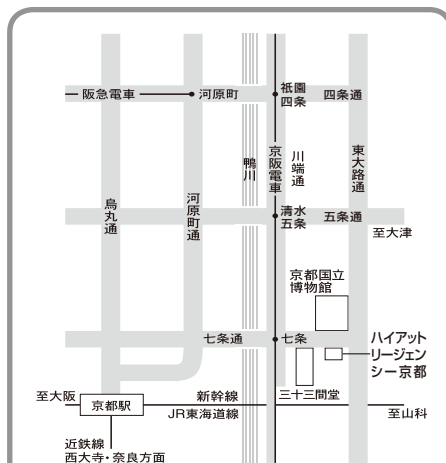 阪急電車
河原町
祇園
四条
四条通
鴨川
京阪電車
川端通
東大路通
烏丸通
河原町通
清水
五条
五条通
至大津
京都国立
博物館
七条通
七条
ハイアット
リージェン
シー京都
三十三間堂
至大阪
京都駅
新幹線
JR東海道線
至山科
近鉄線
西大寺・奈良方面